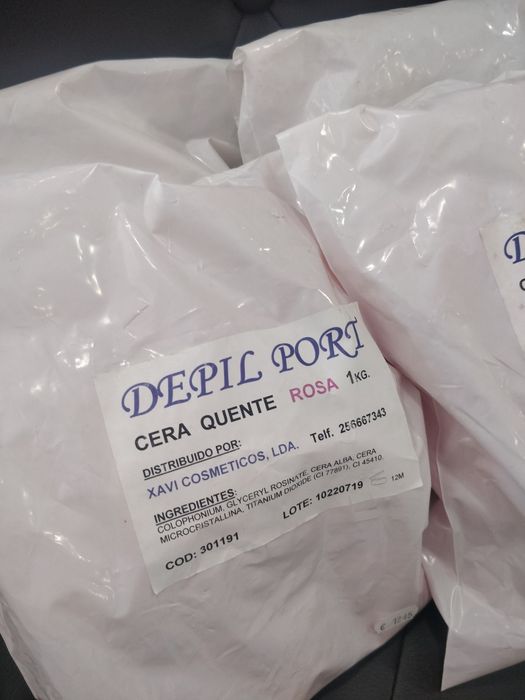 DEPIL PORT
CERA QUENTE ROSA 1KG.
DISTRIBUIDO POR:
XAVI COSMETICOS, LDA. Telf. 256667343
INGREDIENTES:
COLOPHONIUM, GLYCERYL ROSINATE, CERA ALBA, CERA
MICROCRISTALLINA, TITANIUM DIOXIDE (CI 77891), CI 45410.
LOTE: 10220719 12M
COD: 301191